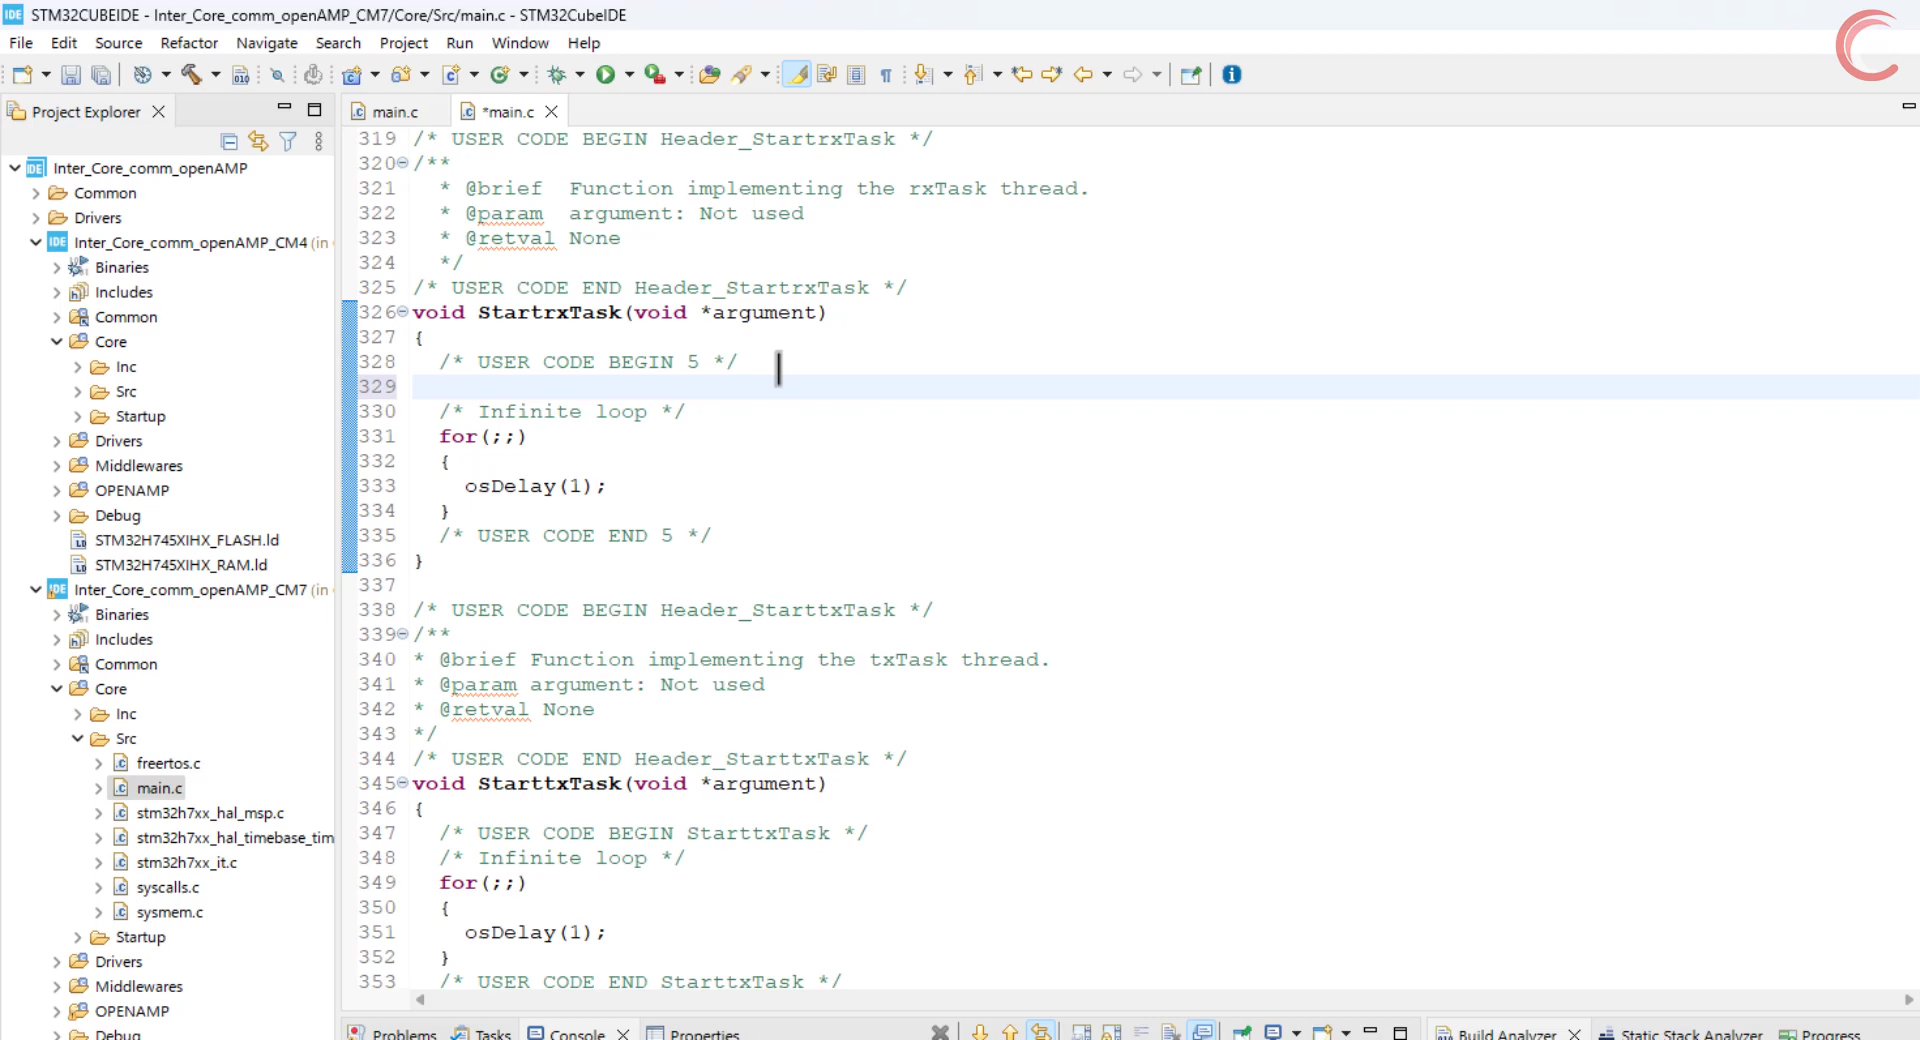 STM32CUBEIDE - Inter_Core_comm_openAMP_CM7/Core/Src/main.c - STM32CubeIDE
File Edit Source Refactor Navigate Search Project Run Window Help
Project Explorer
Inter_Core_comm_openAMP
Common
Drivers
Inter_Core_comm_openAMP_CM4 (in
Binaries
Includes
Common
Core
Inc
Src
Startup
Drivers
Middlewares
OPENAMP
Debug
STM32H745XIHX_FLASH.ld
STM32H745XIHX_RAM.ld
Inter_Core_comm_openAMP_CM7 (in
Binaries
Includes
Common
Core
Inc
Src
freertos.c
main.c
stm32h7xx_hal_msp.c
stm32h7xx_hal_timebase_tim
stm32h7xx_it.c
syscalls.c
sysmem.c
Startup
Drivers
Middlewares
OPENAMP
Debug
main.c *main.c
319 /* USER CODE BEGIN Header_StartrxTask */
320 /**
321 * @brief Function implementing the rxTask thread.
322 * @param argument: Not used
323 * @retval None
324 */
325 /* USER CODE END Header_StartrxTask */
326 void StartrxTask(void *argument)
327 {
328 /* USER CODE BEGIN 5 */
329
330 /* Infinite loop */
331 for(;;)
332 {
333 osDelay(1);
334 }
335 /* USER CODE END 5 */
336 }
337
338 /* USER CODE BEGIN Header_StarttxTask */
339 /**
340 * @brief Function implementing the txTask thread.
341 * @param argument: Not used
342 * @retval None
343 */
344 /* USER CODE END Header_StarttxTask */
345 void StarttxTask(void *argument)
346 {
347 /* USER CODE BEGIN StarttxTask */
348 /* Infinite loop */
349 for(;;)
350 {
351 osDelay(1);
352 }
353 /* USER CODE END StarttxTask */
Problems Tasks Console Properties
Build Analyzer Static Stack Analyzer Progress